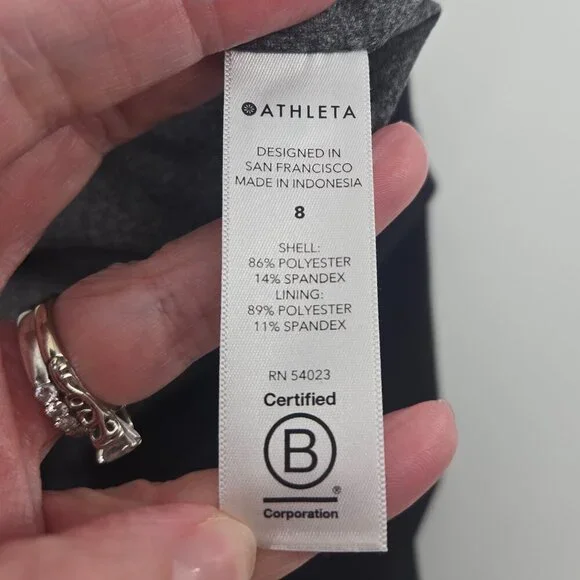 ATHLETA
DESIGNED IN
SAN FRANCISCO
MADE IN INDONESIA
8
SHELL:
86% POLYESTER
14% SPANDEX
LINING:
89% POLYESTER
11% SPANDEX
RN 54023
Certified
B
®
Corporation